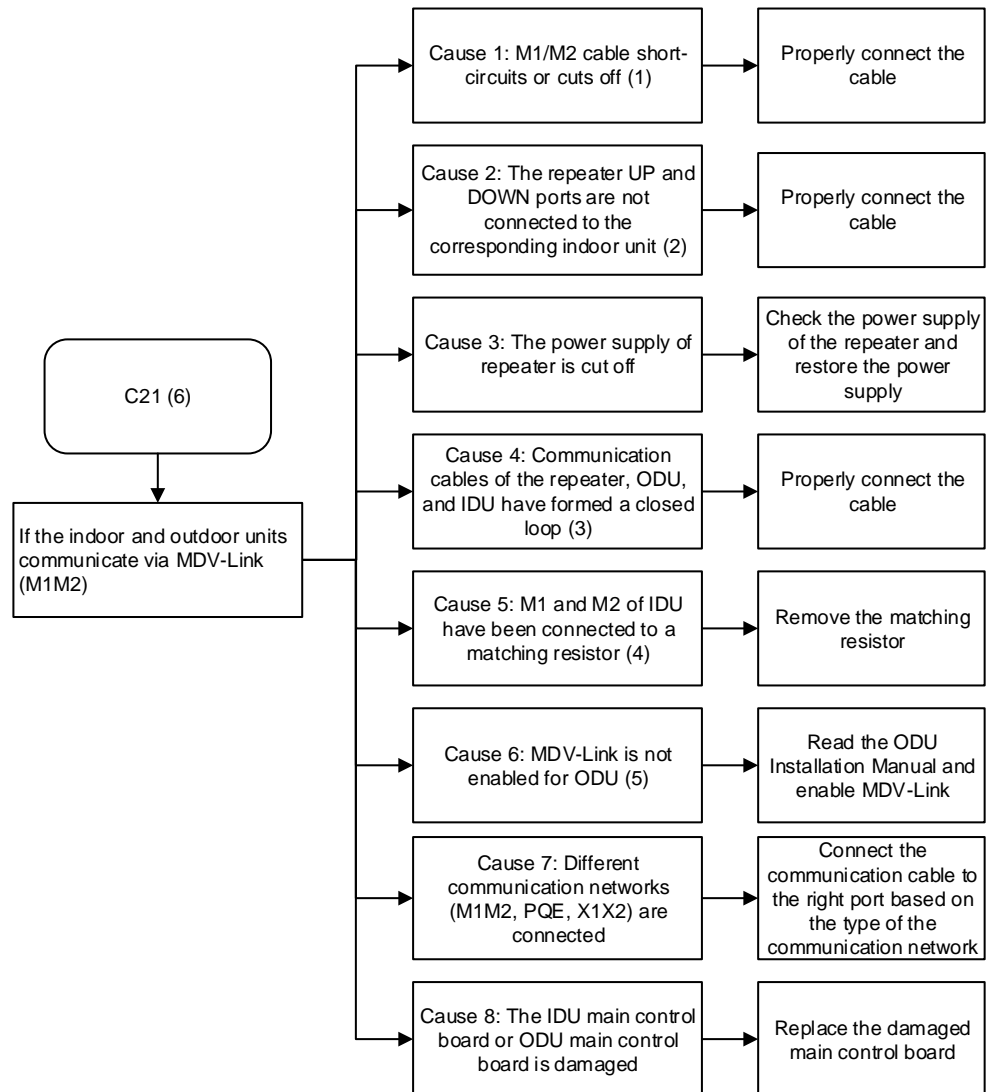 C21 (6)
If the indoor and outdoor units
communicate via MDV-Link
(M1M2)
Cause 1: M1/M2 cable short-
circuits or cuts off (1)
Properly connect the
cable
Cause 2: The repeater UP and
DOWN ports are not
connected to the
corresponding indoor unit (2)
Properly connect the
cable
Cause 3: The power supply of
repeater is cut off
Check the power supply
of the repeater and
restore the power
supply
Cause 4: Communication
cables of the repeater, ODU,
and IDU have formed a closed
loop (3)
Properly connect the
cable
Cause 5: M1 and M2 of IDU
have been connected to a
matching resistor (4)
Remove the matching
resistor
Cause 6: MDV-Link is not
enabled for ODU (5)
Read the ODU
Installation Manual and
enable MDV-Link
Cause 7: Different
communication networks
(M1M2, PQE, X1X2) are
connected
Connect the
communication cable to
the right port based on
the type of the
communication network
Cause 8: The IDU main control
board or ODU main control
board is damaged
Replace the damaged
main control board